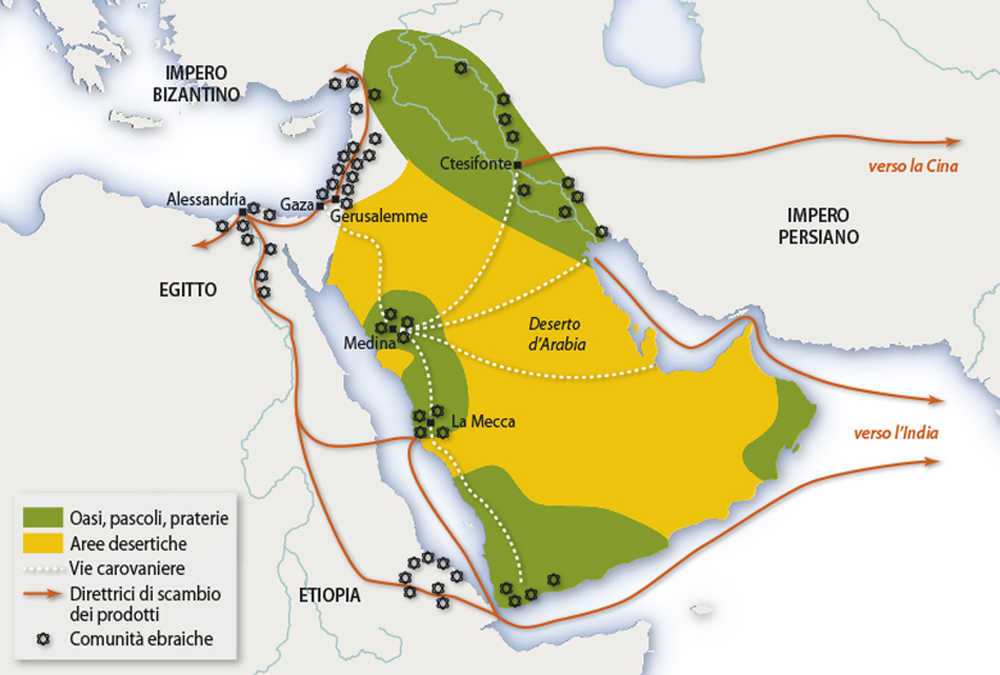 IMPERO
BIZANTINO
Ctesifonte
verso la Cina
Alessandria
Gaza
Gerusalemme
IMPERO
PERSIANO
EGITTO
Deserto
d'Arabia
Medina
La Mecca
verso l'India
ETIOPIA
Oasi, pascoli, praterie
Aree desertiche
Vie carovaniere
Direttrici di scambio
dei prodotti
Comunità ebraiche